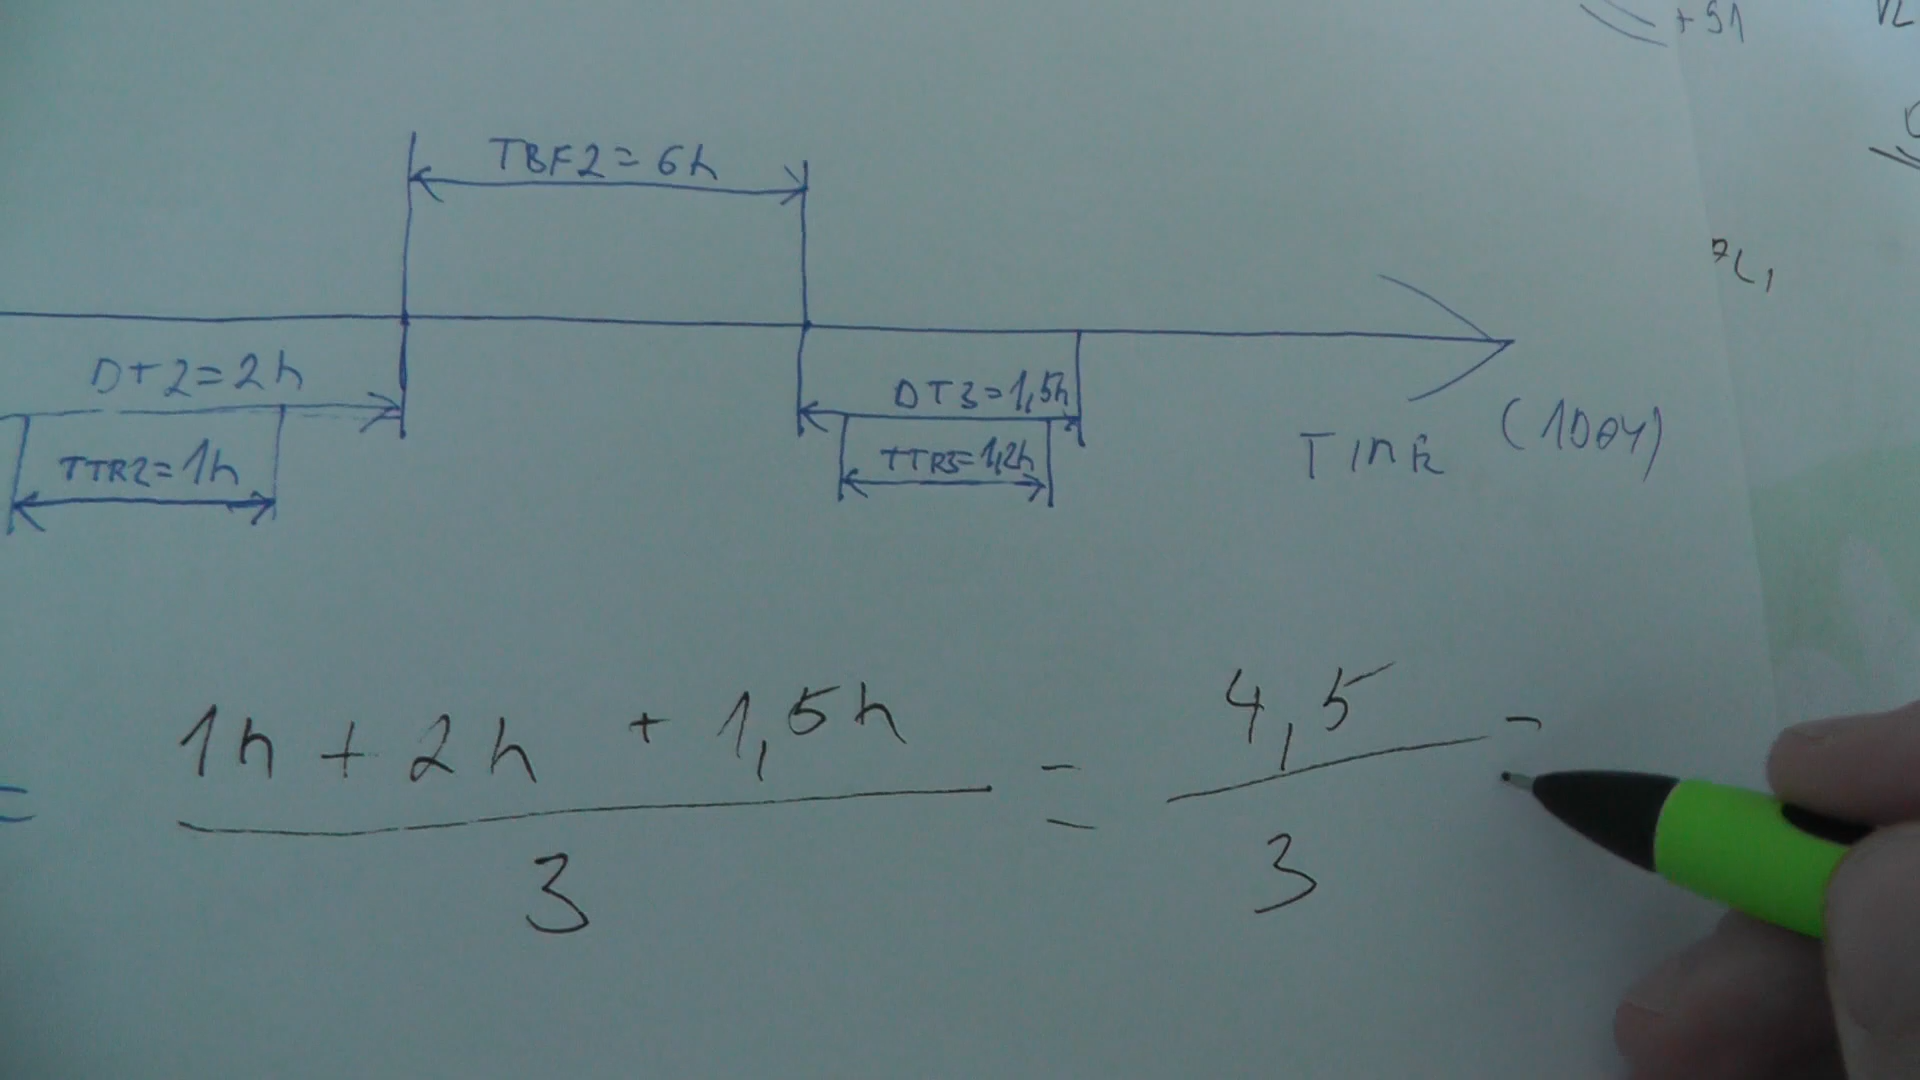 + S1
TBF2 = 6h
DT2 = 2h
DT3 = 1,5h
TTR2 = 1h
TTR3 = 1,2h
TIME (1DAY)
= 1h + 2h + 1,5h / 3 = 4,5 / 3 =